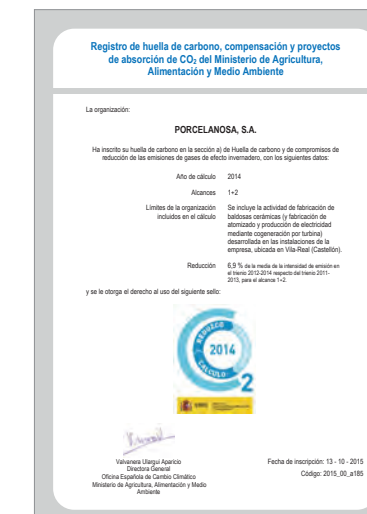 Registro de huella de carbono, compensación y proyectos
de absorción de CO₂ del Ministerio de Agricultura,
Alimentación y Medio Ambiente
La organización:
PORCELANOSA, S.A.
Ha inscrito su huella de carbono en la sección a) de Huella de carbono y de compromisos de
reducción de las emisiones de gases de efecto invernadero, con los siguientes datos:
Año de cálculo 2014
Alcances 1+2
Límites de la organización incluidos en el cálculo
Se incluye la actividad de fabricación de
baldosas cerámicas (y fabricación de
atomizado y producción de electricidad
mediante cogeneración por turbina)
desarrollada en las instalaciones de la
empresa, ubicada en Vila-Real (Castellón).
Reducción 6,9 % de la media de la intensidad de emisión en
el trienio 2012-2014 respecto del trienio 2011-
2013, para el alcance 1+2.
y se le otorga el derecho al uso del siguiente sello:
REDUZCO
2014
CALCULO
2
Valvanera Ulargui Aparicio
Directora General
Oficina Española de Cambio Climático
Ministerio de Agricultura, Alimentación y Medio
Ambiente
Fecha de inscripción: 13 - 10 - 2015
Código: 2015_00_a185